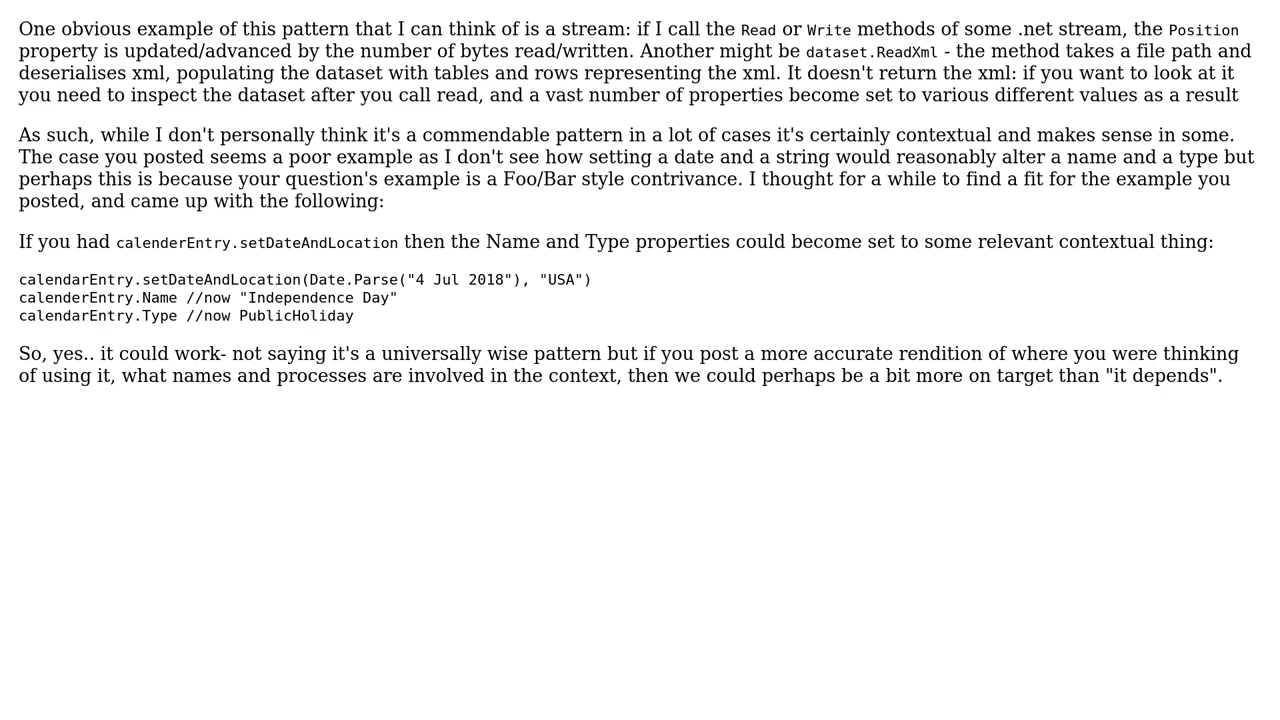 One obvious example of this pattern that I can think of is a stream: if I call the Read or Write methods of some .net stream, the Position
property is updated/advanced by the number of bytes read/written. Another might be dataset.ReadXml - the method takes a file path and
deserialises xml, populating the dataset with tables and rows representing the xml. It doesn't return the xml: if you want to look at it
you need to inspect the dataset after you call read, and a vast number of properties become set to various different values as a result
As such, while I don't personally think it's a commendable pattern in a lot of cases it's certainly contextual and makes sense in some.
The case you posted seems a poor example as I don't see how setting a date and a string would reasonably alter a name and a type but
perhaps this is because your question's example is a Foo/Bar style contrivance. I thought for a while to find a fit for the example you
posted, and came up with the following:
If you had calenderEntry.setDateAndLocation then the Name and Type properties could become set to some relevant contextual thing:
calendarEntry.setDateAndLocation(Date.Parse("4 Jul 2018"), "USA")
calenderEntry.Name //now "Independence Day"
calendarEntry.Type //now PublicHoliday
So, yes.. it could work- not saying it's a universally wise pattern but if you post a more accurate rendition of where you were thinking
of using it, what names and processes are involved in the context, then we could perhaps be a bit more on target than "it depends".